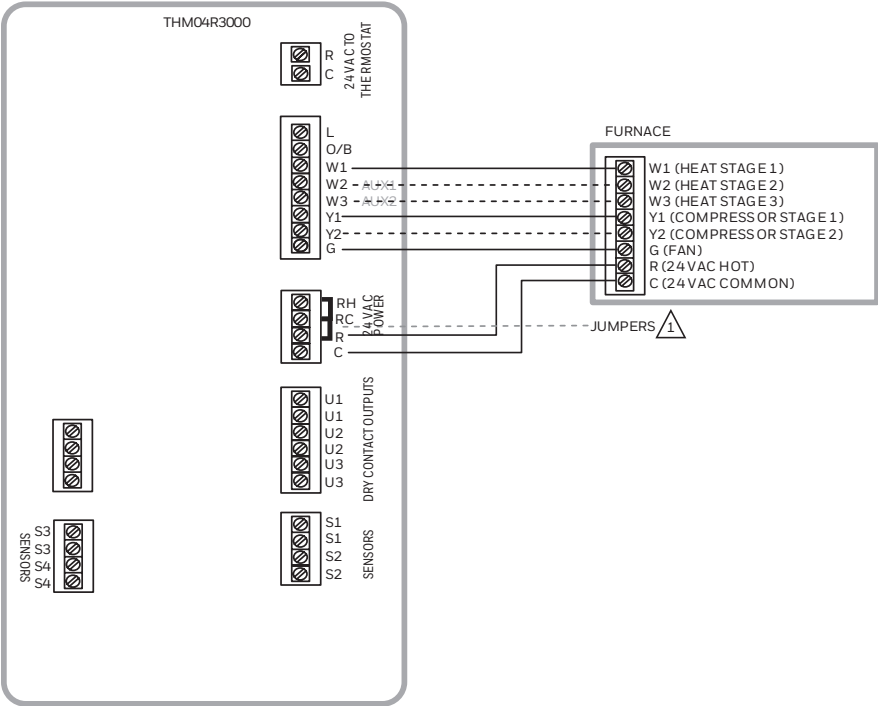 THM04R3000
R
C
24 VAC TO
THERMOSTAT
L
O/B
W1
W2 AUX1
W3 AUX2
Y1
Y2
G
FURNACE
W1 (HEAT STAGE 1)
W2 (HEAT STAGE 2)
W3 (HEAT STAGE 3)
Y1 (COMPRESSOR STAGE 1)
Y2 (COMPRESSOR STAGE 2)
G (FAN)
R (24 VAC HOT)
C (24 VAC COMMON)
RH
RC
R
C
24 VAC
POWER
JUMPERS 1
U1
U1
U2
U2
U3
U3
DRY CONTACT OUTPUTS
S3
S3
S4
S4
SENSORS
S1
S1
S2
S2
SENSORS